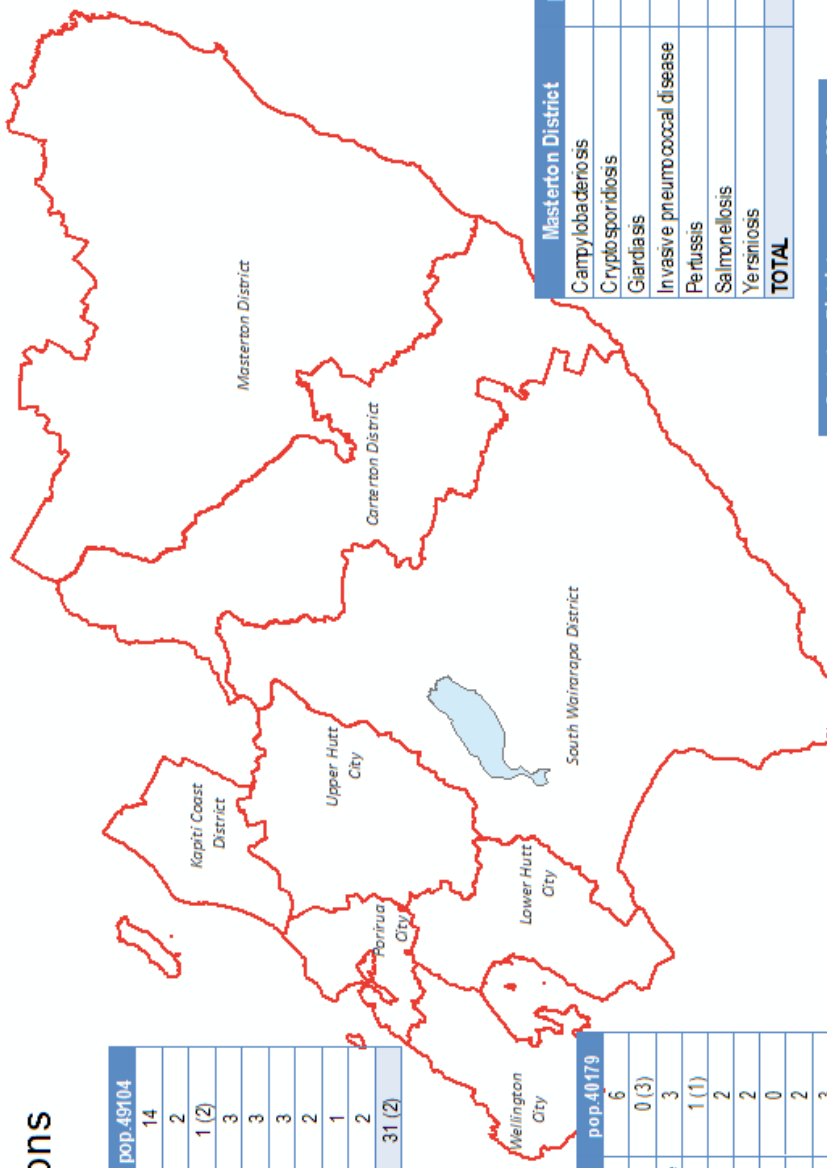 ons
pop.49104
14
2
1 (2)
3
3
3
2
1
2
31 (2)
pop.40179
6
0 (3)
3
1 (1)
2
2
0
2
Kapiti Coast
District
Upper Hutt
City
Porirua
City
Lower Hutt
City
Wellington
City
South Wairarapa District
Carterton District
Masterton District
Masterton District
Campylobacteriosis
Cryptosporidiosis
Giardiasis
Invasive pneumococcal disease
Pertussis
Salmonellosis
Yersiniosis
TOTAL